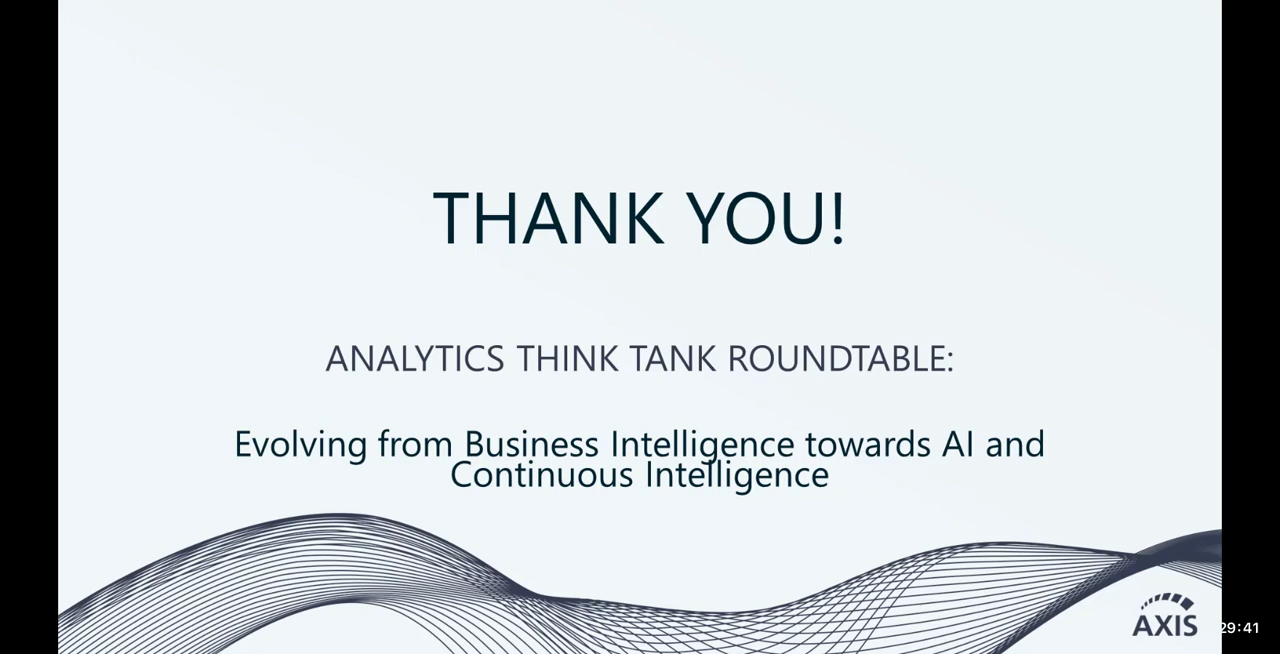 THANK YOU!
ANALYTICS THINK TANK ROUNDTABLE:
Evolving from Business Intelligence towards AI and
Continuous Intelligence
AXIS
29:41